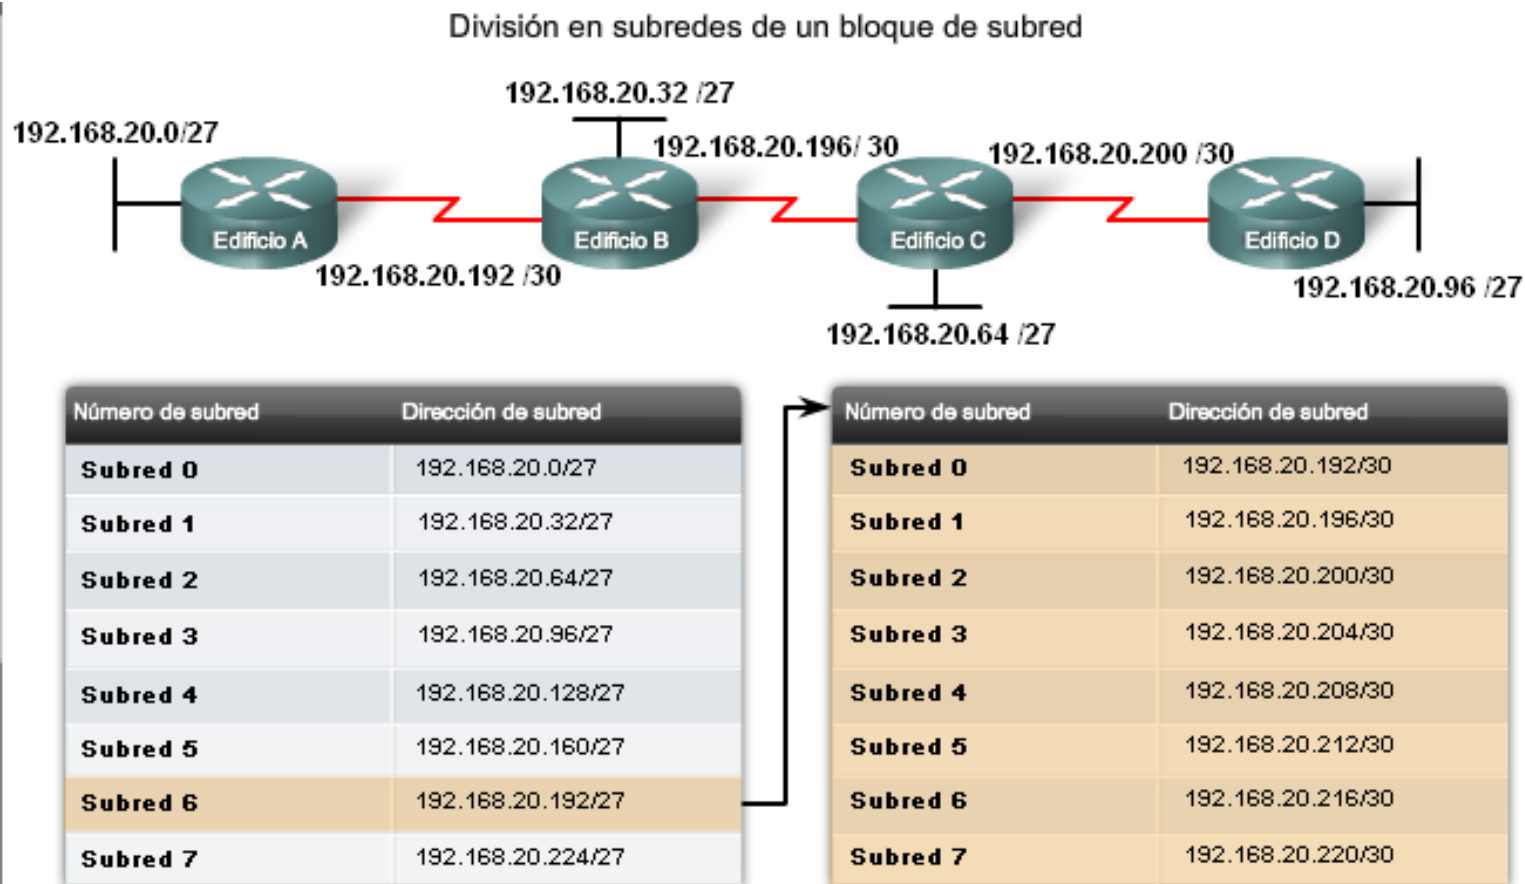 División en subredes de un bloque de subred
192.168.20.32 /27
192.168.20.0/27
192.168.20.196/ 30
192.168.20.200 /30
Edificio A
Edificio B
Edificio C
Edificio D
192.168.20.192 /30
192.168.20.96 /27
192.168.20.64 /27
Número de subred Dirección de subred
Subred 0 192.168.20.0/27
Subred 1 192.168.20.32/27
Subred 2 192.168.20.64/27
Subred 3 192.168.20.96/27
Subred 4 192.168.20.128/27
Subred 5 192.168.20.160/27
Subred 6 192.168.20.192/27
Subred 7 192.168.20.224/27
Número de subred Dirección de subred
Subred 0 192.168.20.192/30
Subred 1 192.168.20.196/30
Subred 2 192.168.20.200/30
Subred 3 192.168.20.204/30
Subred 4 192.168.20.208/30
Subred 5 192.168.20.212/30
Subred 6 192.168.20.216/30
Subred 7 192.168.20.220/30